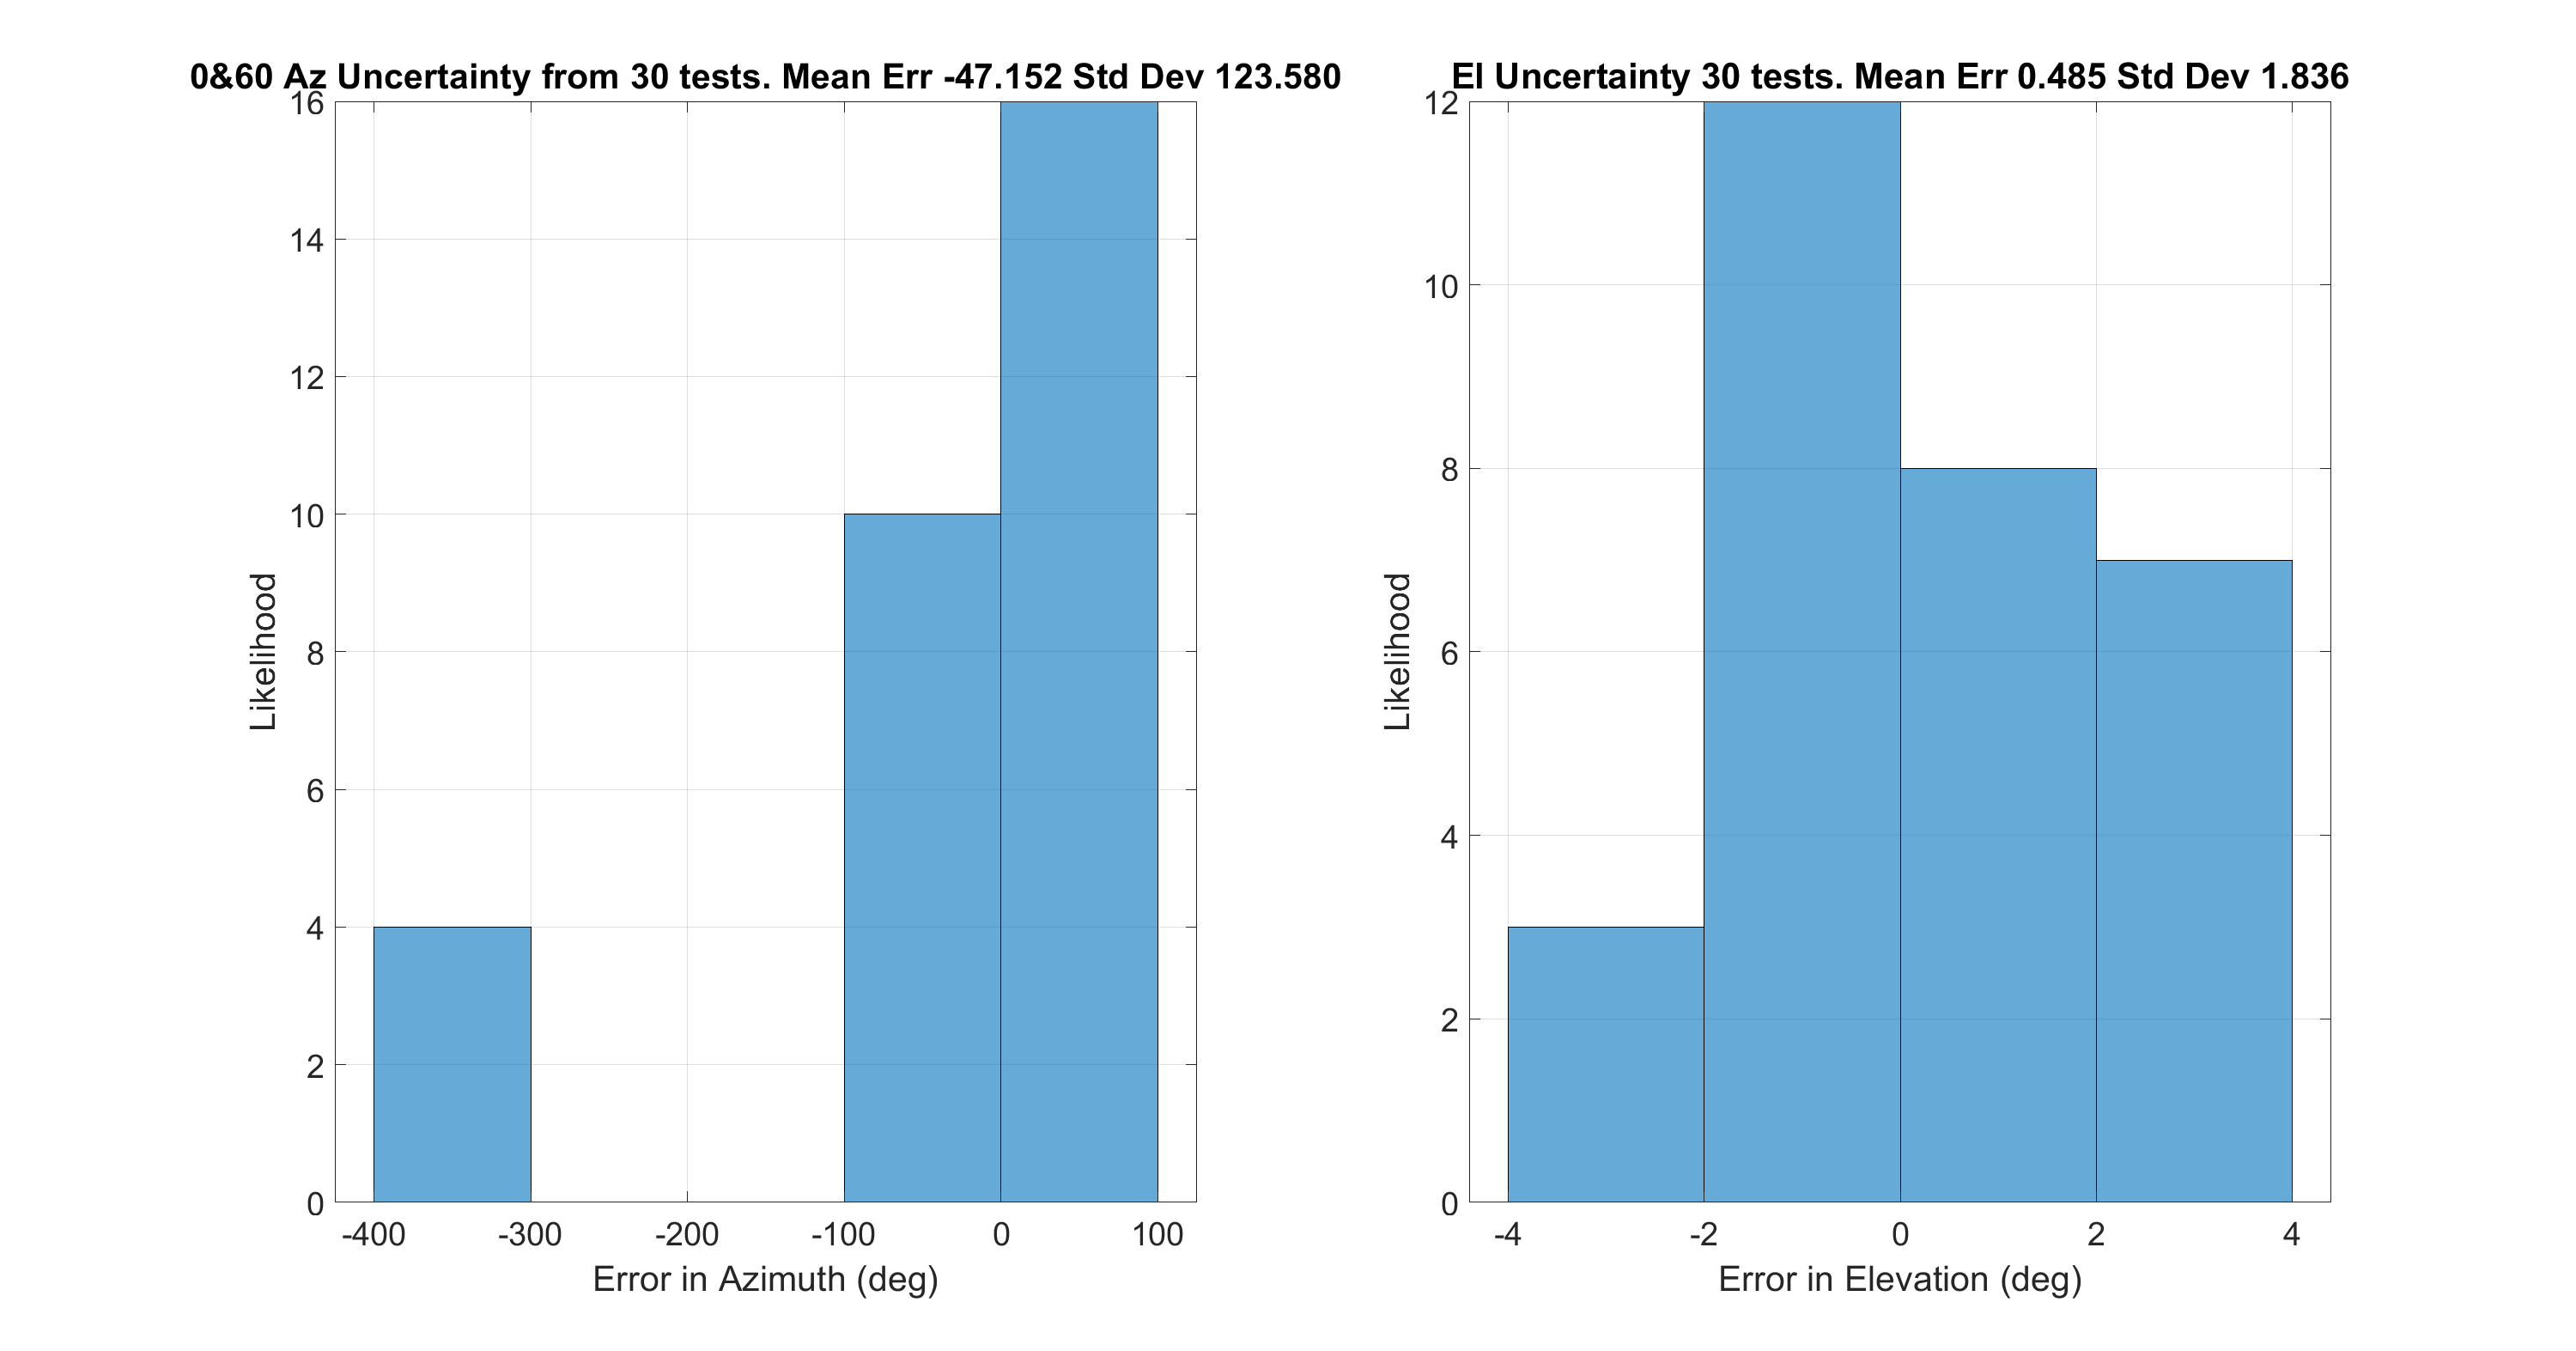 0&60 Az Uncertainty from 30 tests. Mean Err -47.152 Std Dev 123.580
16
14
12
10
8
6
4
2
0
-400 -300 -200 -100 0 100
Likelihood
Error in Azimuth (deg)
El Uncertainty 30 tests. Mean Err 0.485 Std Dev 1.836
12
10
8
6
4
2
0
-4 -2 0 2 4
Likelihood
Error in Elevation (deg)